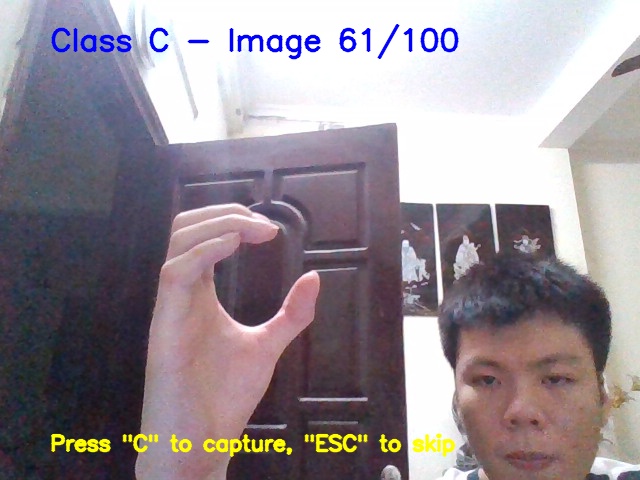 Class C - Image 61/100
Press "C" to capture, "ESC" to skip